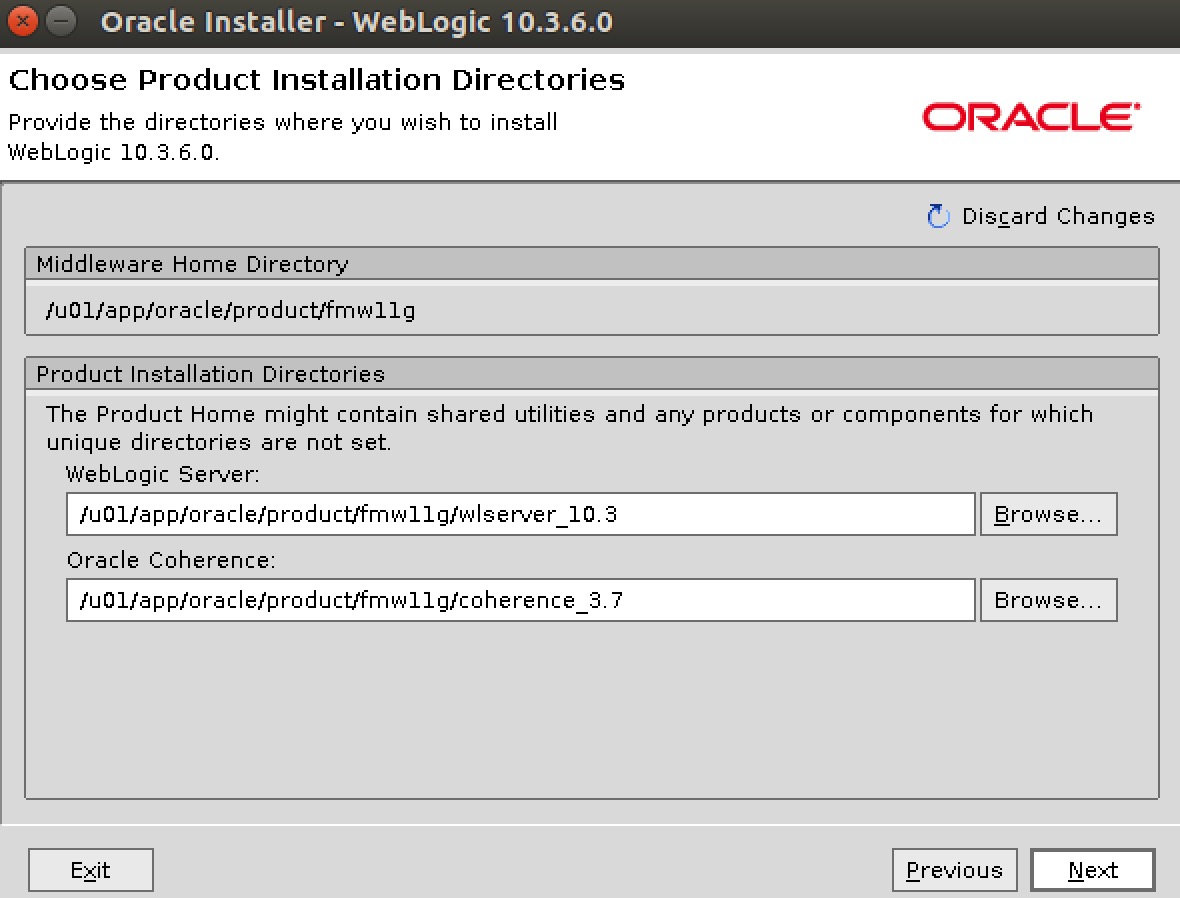 Oracle Installer - WebLogic 10.3.6.0
Choose Product Installation Directories
Provide the directories where you wish to install
WebLogic 10.3.6.0.
ORACLE
Discard Changes
Middleware Home Directory
/u01/app/oracle/product/fmw11g
Product Installation Directories
The Product Home might contain shared utilities and any products or components for which
unique directories are not set.
WebLogic Server:
/u01/app/oracle/product/fmw11g/wlserver_10.3
Browse...
Oracle Coherence:
/u01/app/oracle/product/fmw11g/coherence_3.7
Browse...
Exit
Previous
Next